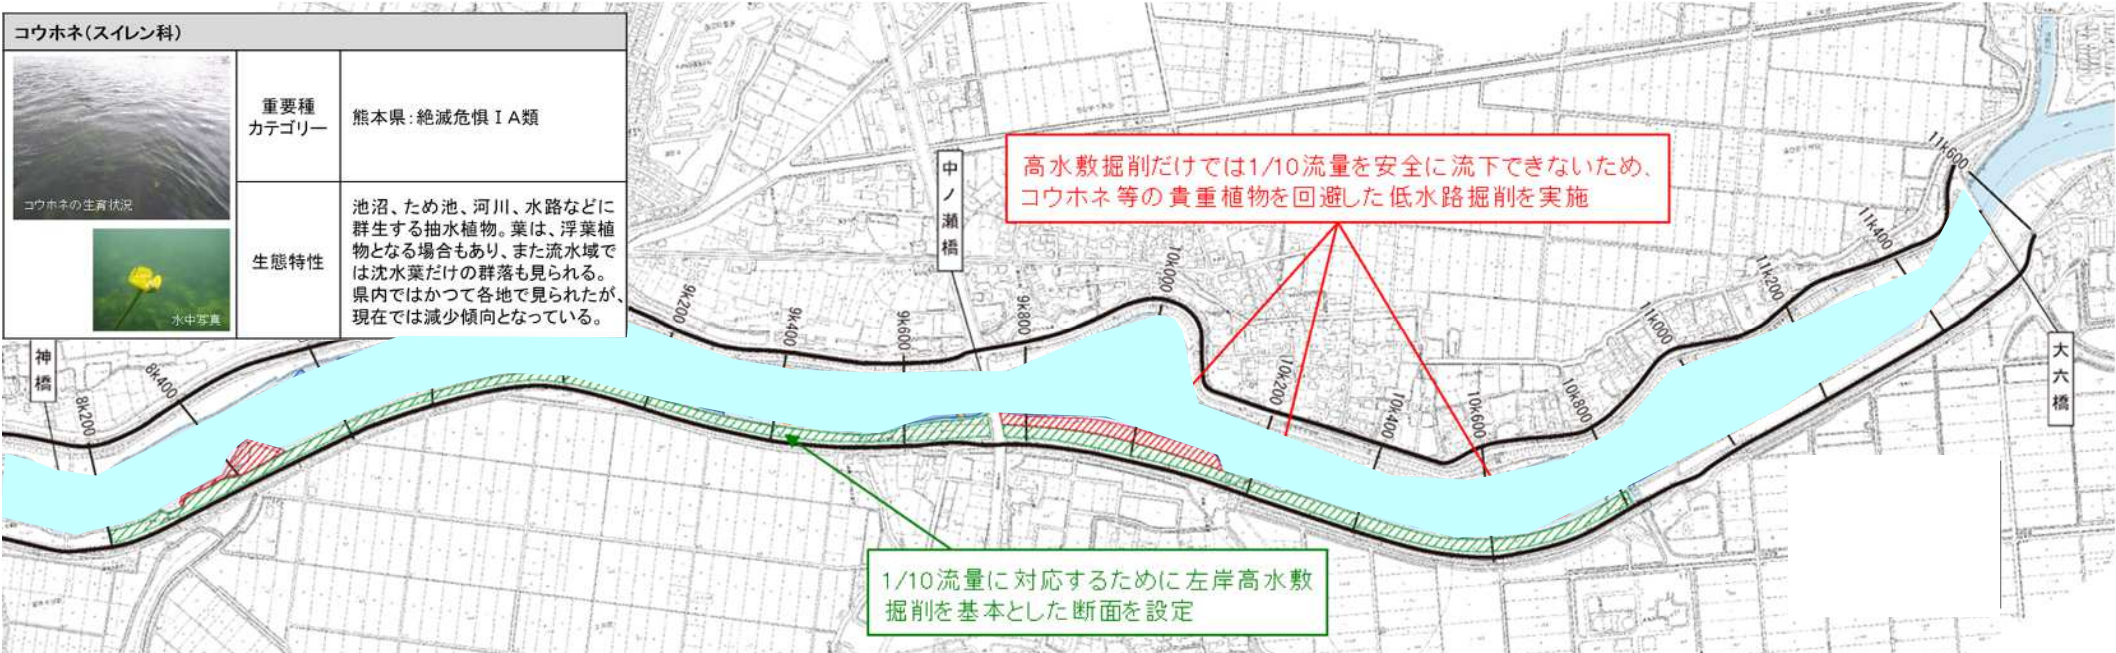 コウホネ(スイレン科)
コウホネの生育状況
水中写真
重要種
カテゴリー
熊本県:絶滅危惧ⅠA類
生態特性
池沼、ため池、河川、水路などに
群生する抽水植物。葉は、浮葉植
物となる場合もあり、また流水域で
は沈水葉だけの群落も見られる。
県内ではかつて各地で見られたが、
現在では減少傾向となっている。
高水敷掘削だけでは1/10流量を安全に流下できないため、
コウホネ等の貴重植物を回避した低水路掘削を実施
1/10流量に対応するために左岸高水敷
掘削を基本とした断面を設定
神橋
中ノ瀬橋
大六橋
8k200
8k400
9k200
9k400
9k600
9k800
10k000
10k200
10k400
10k600
10k800
11k000
11k200
11k400
11k600